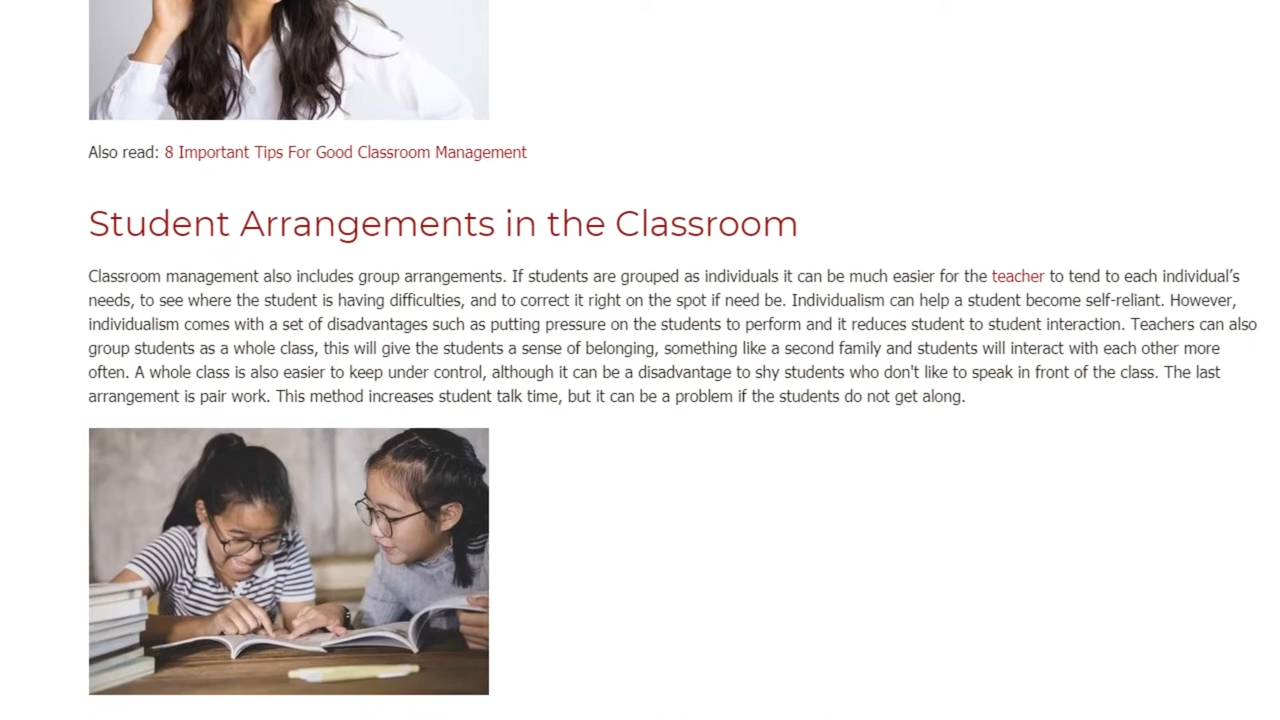 Also read: 8 Important Tips For Good Classroom Management
Student Arrangements in the Classroom
Classroom management also includes group arrangements. If students are grouped as individuals it can be much easier for the teacher to tend to each individual’s
needs, to see where the student is having difficulties, and to correct it right on the spot if need be. Individualism can help a student become self-reliant. However,
individualism comes with a set of disadvantages such as putting pressure on the students to perform and it reduces student to student interaction. Teachers can also
group students as a whole class, this will give the students a sense of belonging, something like a second family and students will interact with each other more
often. A whole class is also easier to keep under control, although it can be a disadvantage to shy students who don't like to speak in front of the class. The last
arrangement is pair work. This method increases student talk time, but it can be a problem if the students do not get along.